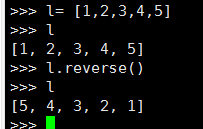 >>> l= [1,2,3,4,5]
>>> l
[1, 2, 3, 4, 5]
>>> l.reverse()
>>> l
[5, 4, 3, 2, 1]
>>>